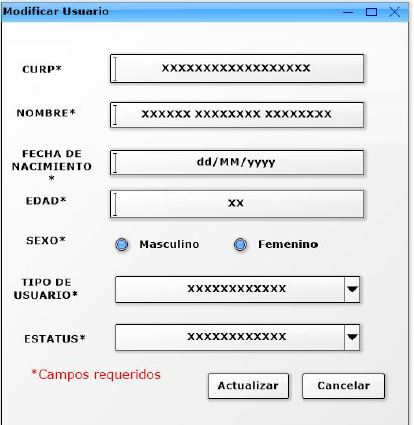 Modificar Usuario
CURP* XXXXXXXXXXXXXXXXXX
NOMBRE* XXXXXX XXXXXXXX XXXXXXXX
FECHA DE
NACIMIENTO dd/MM/yyyy
*
EDAD* XX
SEXO* Masculino Femenino
TIPO DE
USUARIO* XXXXXXXXXXXX
ESTATUS* XXXXXXXXXXXX
*Campos requeridos
Actualizar Cancelar